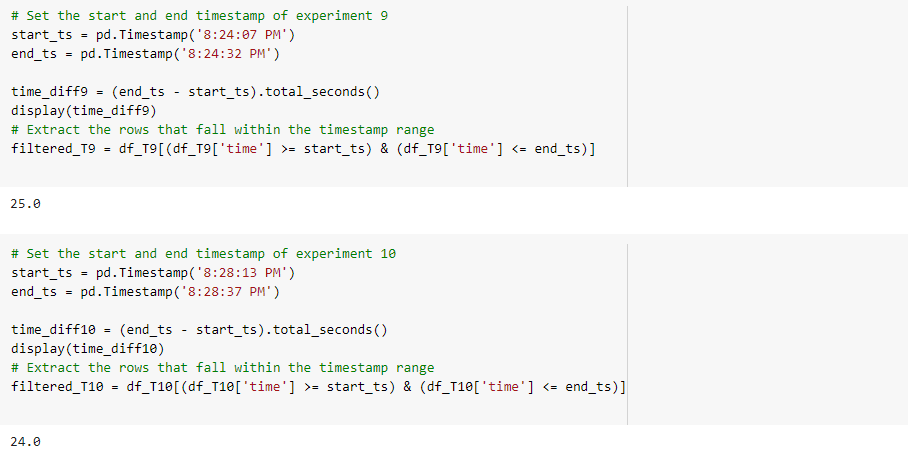 # Set the start and end timestamp of experiment 9
start_ts = pd.Timestamp('8:24:07 PM')
end_ts = pd.Timestamp('8:24:32 PM')
time_diff9 = (end_ts - start_ts).total_seconds()
display(time_diff9)
# Extract the rows that fall within the timestamp range
filtered_T9 = df_T9[(df_T9['time'] >= start_ts) & (df_T9['time'] <= end_ts)]
25.0
# Set the start and end timestamp of experiment 10
start_ts = pd.Timestamp('8:28:13 PM')
end_ts = pd.Timestamp('8:28:37 PM')
time_diff10 = (end_ts - start_ts).total_seconds()
display(time_diff10)
# Extract the rows that fall within the timestamp range
filtered_T10 = df_T10[(df_T10['time'] >= start_ts) & (df_T10['time'] <= end_ts)]
24.0